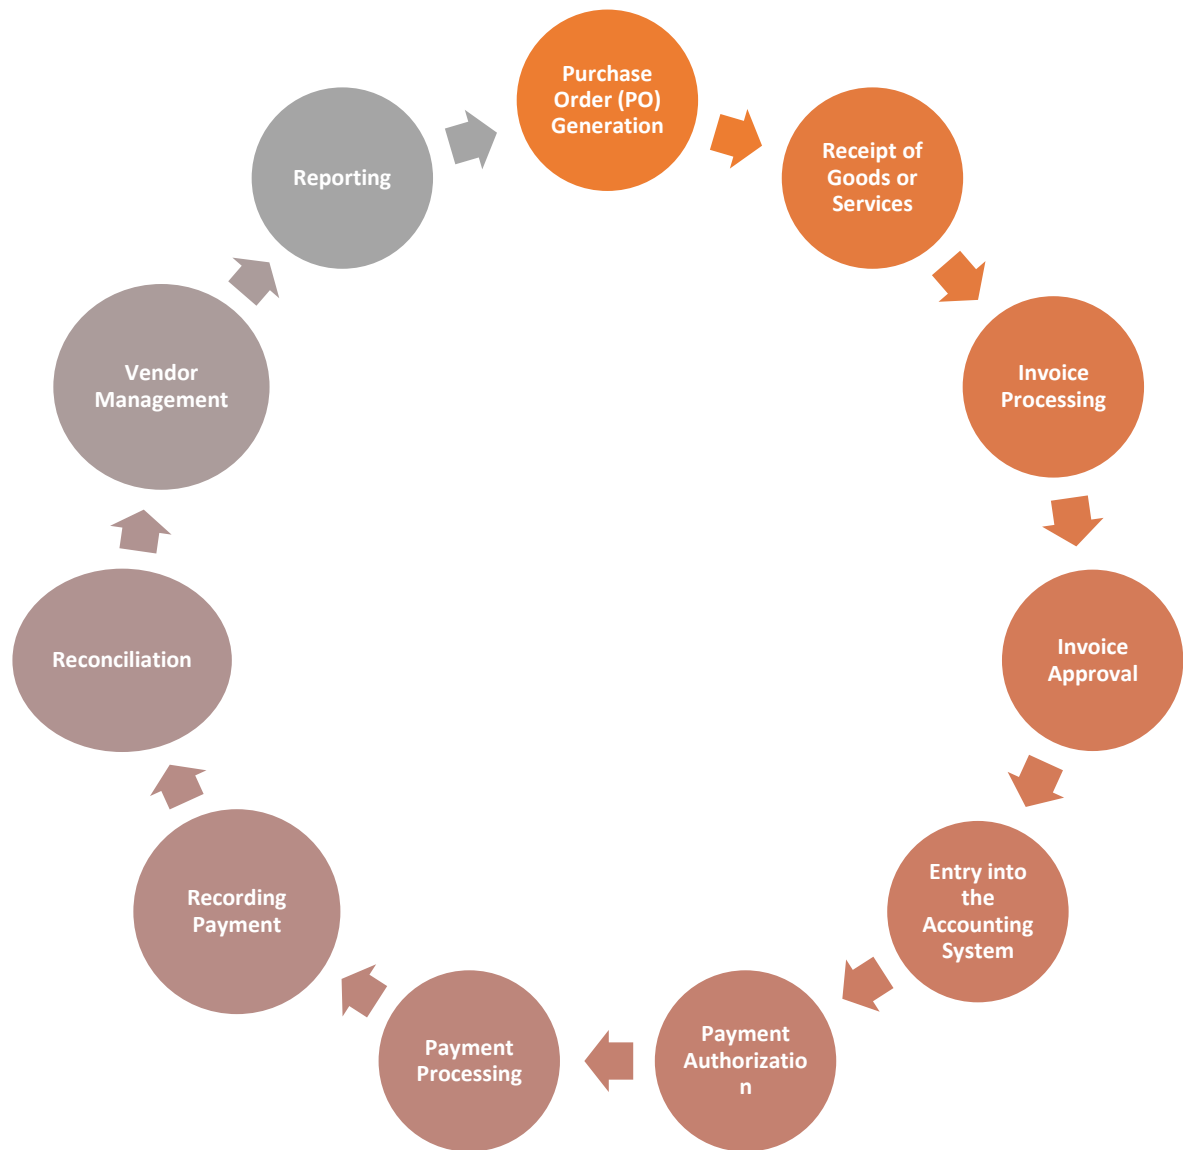 Purchase
Order (PO)
Generation
Receipt of
Goods or
Services
Invoice
Processing
Invoice
Approval
Entry into
the
Accounting
System
Payment
Authorizatio
n
Payment
Processing
Recording
Payment
Reconciliation
Vendor
Management
Reporting